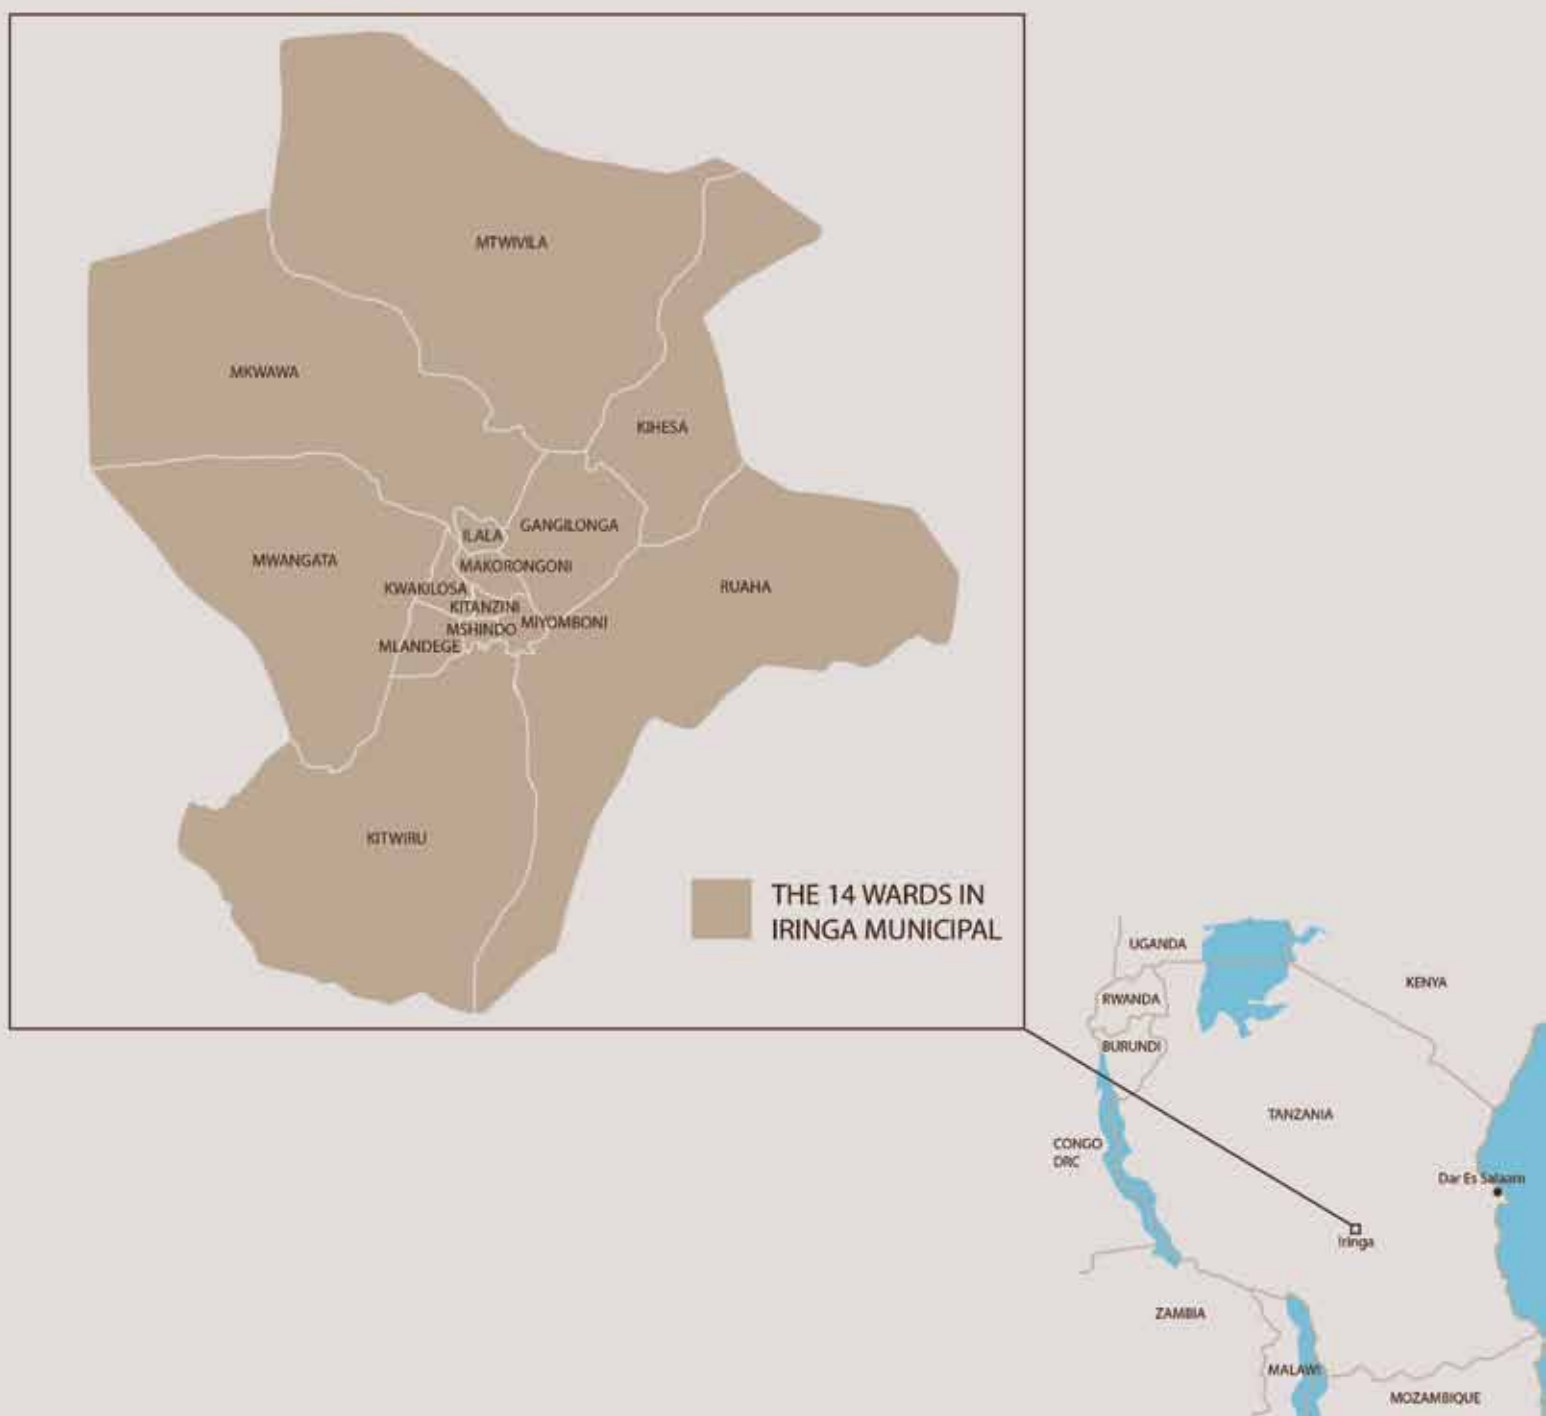 MTWIVILA
MKWAWA
KIHESA
GANGILONGA
ILALA
MWANGATA
MAKORONGONI
RUAHA
KWAKILOSA
KITANZINI
MIYOMBONI
MSHINDO
MLANDEGE
KITWIRU
THE 14 WARDS IN
IRINGA MUNICIPAL
UGANDA
KENYA
RWANDA
BURUNDI
TANZANIA
CONGO
DRC
Dar Es Salaam
Iringa
ZAMBIA
MALAWI
MOZAMBIQUE